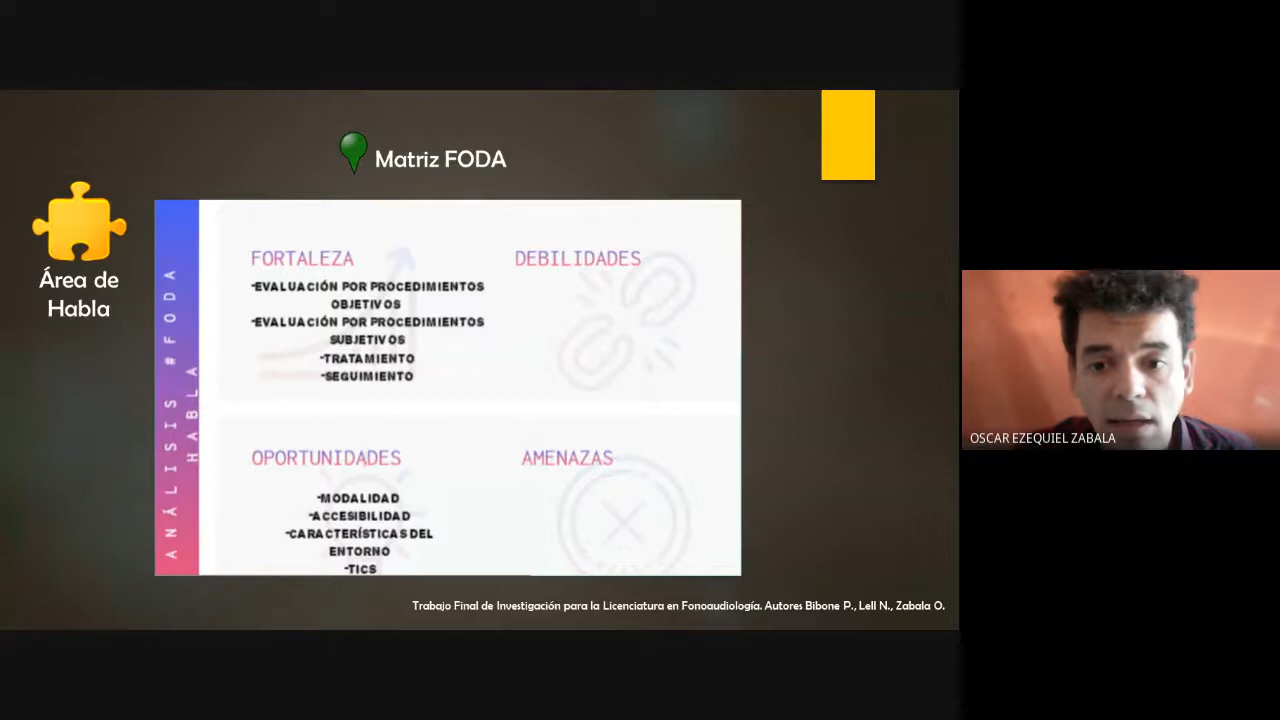 Matriz FODA
Área de
Habla
ANÁLISIS #FODA
HABLA
FORTALEZA
-EVALUACIÓN POR PROCEDIMIENTOS
OBJETIVOS
-EVALUACIÓN POR PROCEDIMIENTOS
SUBJETIVOS
-TRATAMIENTO
-SEGUIMIENTO
DEBILIDADES
OPORTUNIDADES
-MODALIDAD
-ACCESIBILIDAD
-CARACTERÍSTICAS DEL
ENTORNO
-TICS
AMENAZAS
Trabajo Final de Investigación para la Licenciatura en Fonoaudiología. Autores Bibone P., Lell N., Zabala O.
OSCAR EZEQUIEL ZABALA